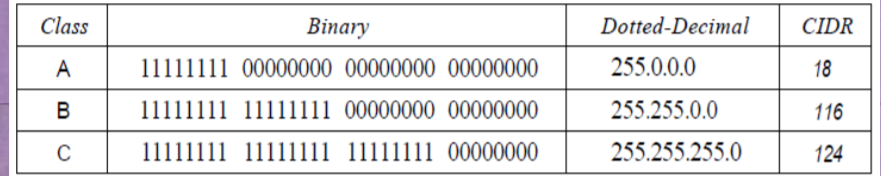 Class Binary Dotted-Decimal CIDR
A 11111111 00000000 00000000 00000000 255.0.0.0 18
B 11111111 11111111 00000000 00000000 255.255.0.0 116
C 11111111 11111111 11111111 00000000 255.255.255.0 124